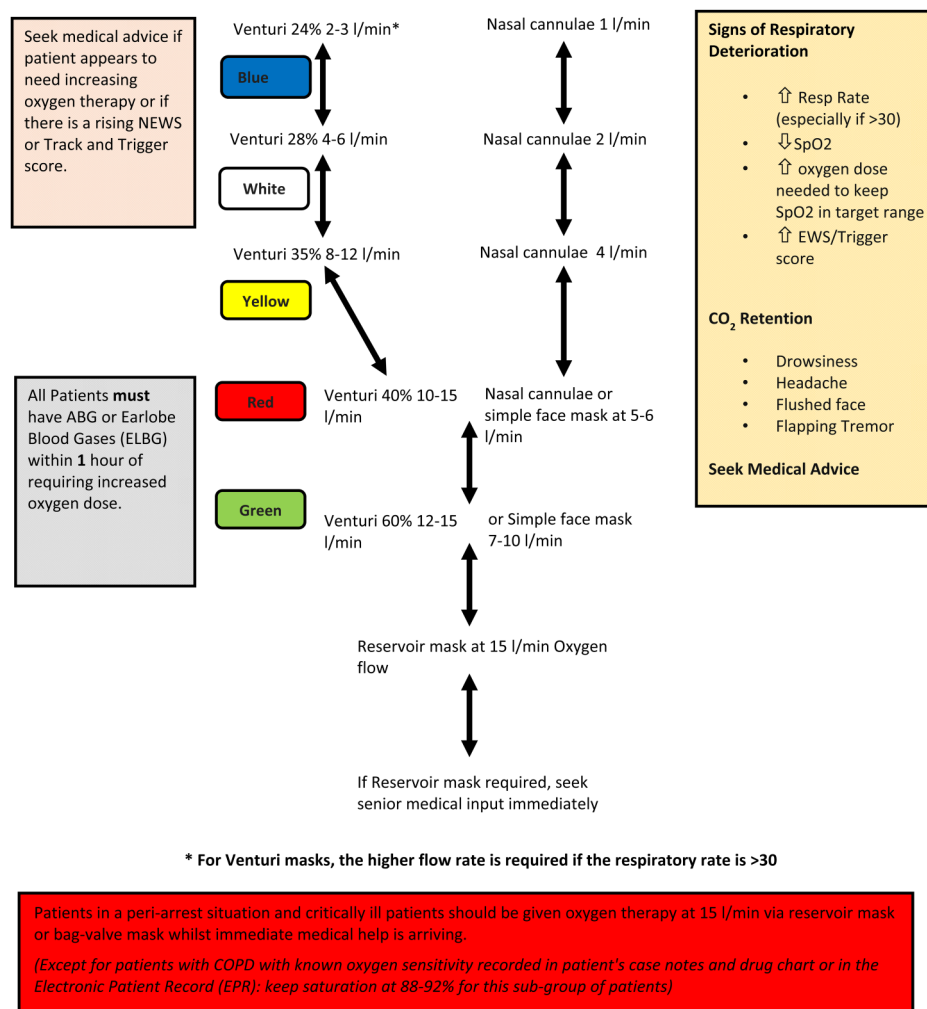 Seek medical advice if
patient appears to
need increasing
oxygen therapy or if
there is a rising NEWS
or Track and Trigger
score.
Venturi 24% 2-3 l/min*
Blue
Venturi 28% 4-6 l/min
White
Venturi 35% 8-12 l/min
Yellow
Nasal cannulae 1 l/min
Nasal cannulae 2 l/min
Nasal cannulae  4 l/min
Signs of Respiratory
Deterioration
• ⇧ Resp Rate
(especially if >30)
• ⇩ SpO2
• ⇧ oxygen dose
needed to keep
SpO2 in target range
• ⇧ EWS/Trigger
score
CO₂ Retention
• Drowsiness
• Headache
• Flushed face
• Flapping Tremor
Seek Medical Advice
All Patients must
have ABG or Earlobe
Blood Gases (ELBG)
within 1 hour of
requiring increased
oxygen dose.
Red
Venturi 40% 10-15
l/min
Nasal cannulae or
simple face mask at 5-6
l/min
Green
Venturi 60% 12-15
l/min
or Simple face mask
7-10 l/min
Reservoir mask at 15 l/min Oxygen
flow
If Reservoir mask required, seek
senior medical input immediately
* For Venturi masks, the higher flow rate is required if the respiratory rate is >30
Patients in a peri-arrest situation and critically ill patients should be given oxygen therapy at 15 l/min via reservoir mask
or bag-valve mask whilst immediate medical help is arriving.
(Except for patients with COPD with known oxygen sensitivity recorded in patient's case notes and drug chart or in the
Electronic Patient Record (EPR): keep saturation at 88-92% for this sub-group of patients)